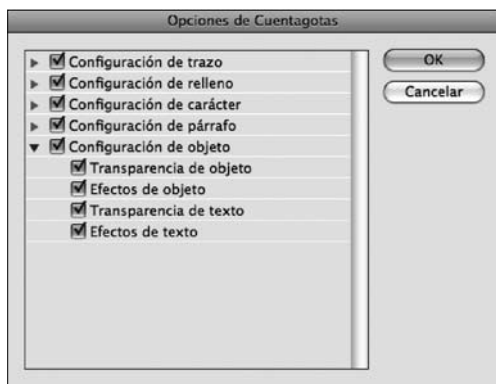 Opciones de Cuentagotas
Configuración de trazo
Configuración de relleno
Configuración de carácter
Configuración de párrafo
Configuración de objeto
Transparencia de objeto
Efectos de objeto
Transparencia de texto
Efectos de texto
OK
Cancelar